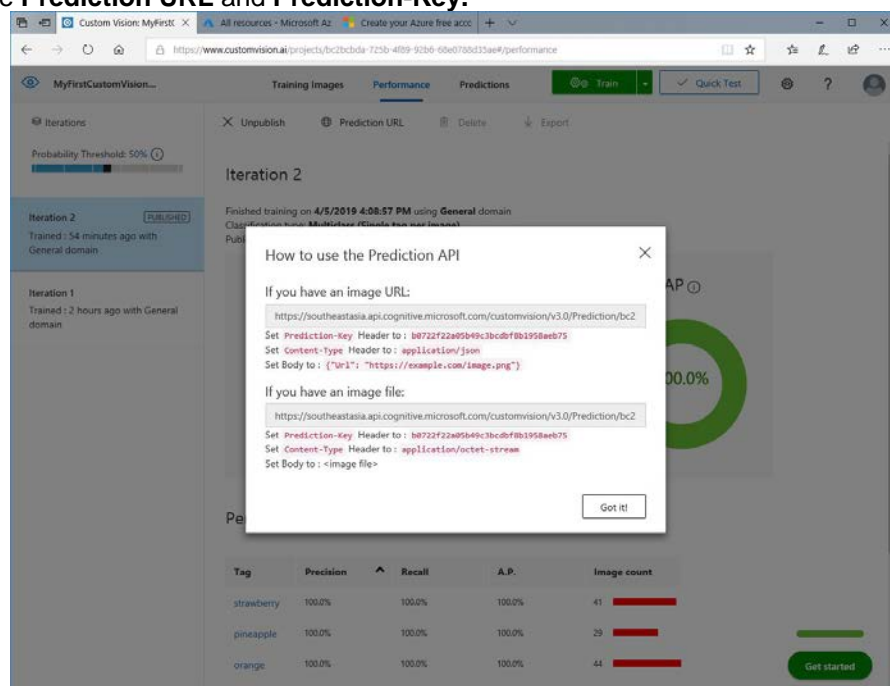 Prediction URL and Prediction-Key.
Custom Vision: MyFirstC
All resources - Microsoft Az
Create your Azure free acco
https://www.customvision.ai/projects/bc2bcbda-725b-4f89-92b6-68e0788d35ae#/performance
MyFirstCustomVision...
Training Images
Performance
Predictions
Train
Quick Test
?
Iterations
Unpublish
Prediction URL
Delete
Export
Probability Threshold: 50%
Iteration 2
Iteration 2
PUBLISHED
Trained : 54 minutes ago with
General domain
Finished training on 4/5/2019 4:08:57 PM using General domain
Classification type: Multiclass (Single tag per image)
Publ
Iteration 1
Trained : 2 hours ago with General
domain
How to use the Prediction API
If you have an image URL:
https://southeastasia.api.cognitive.microsoft.com/customvision/v3.0/Prediction/bc2
Set Prediction-Key Header to : b0722f22a05b49c3bcdbf8b1958aeb75
Set Content-Type Header to : application/json
Set Body to : {"Url": "https://example.com/image.png"}
If you have an image file:
https://southeastasia.api.cognitive.microsoft.com/customvision/v3.0/Prediction/bc2
Set Prediction-Key Header to : b0722f22a05b49c3bcdbf8b1958aeb75
Set Content-Type Header to : application/octet-stream
Set Body to : <image file>
Got it!
AP
00.0%
Pe
Tag Precision Recall A.P. Image count
strawberry 100.0% 100.0% 100.0% 41
pineapple 100.0% 100.0% 100.0% 29
orange 100.0% 100.0% 100.0% 44
Get started